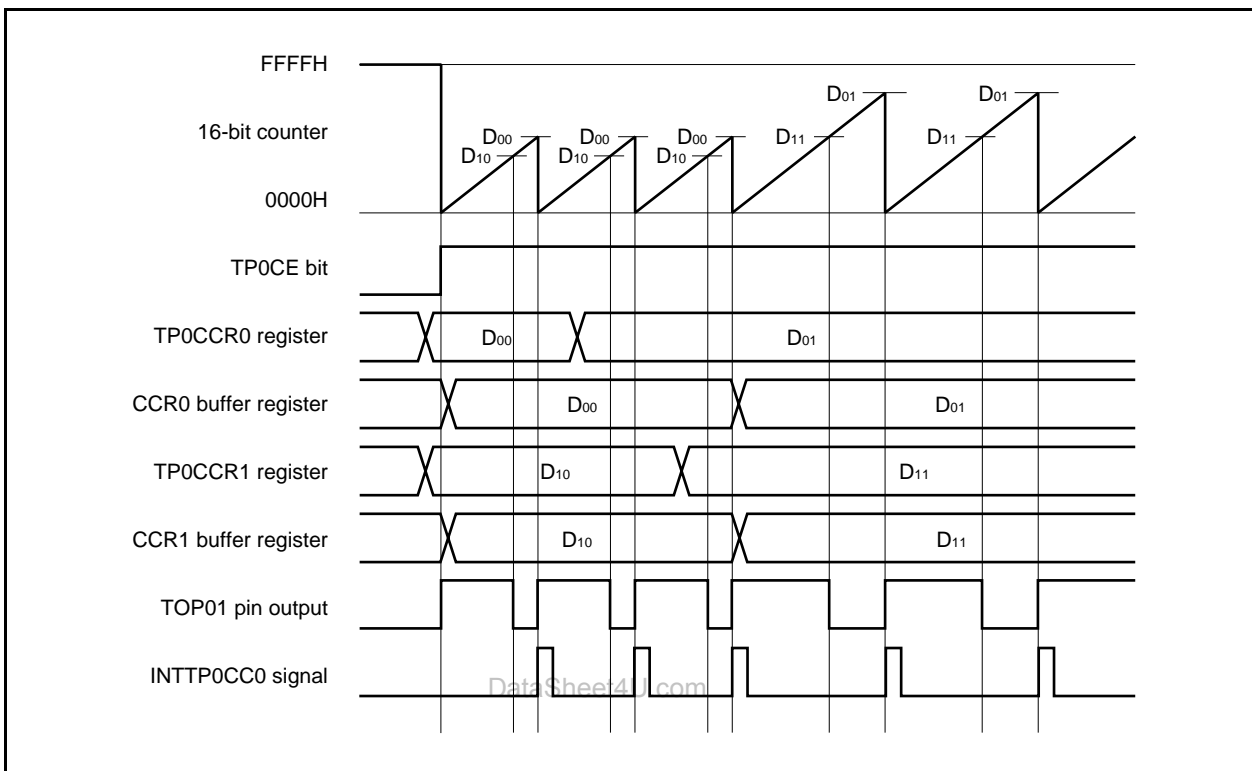 FFFFH
D01 D01
16-bit counter D00 D00 D00 D11 D11
D10 D10 D10
0000H
TP0CE bit
TP0CCR0 register D00 D01
CCR0 buffer register D00 D01
TP0CCR1 register D10 D11
CCR1 buffer register D10 D11
TOP01 pin output
INTTP0CC0 signal
DataSheet4U.com